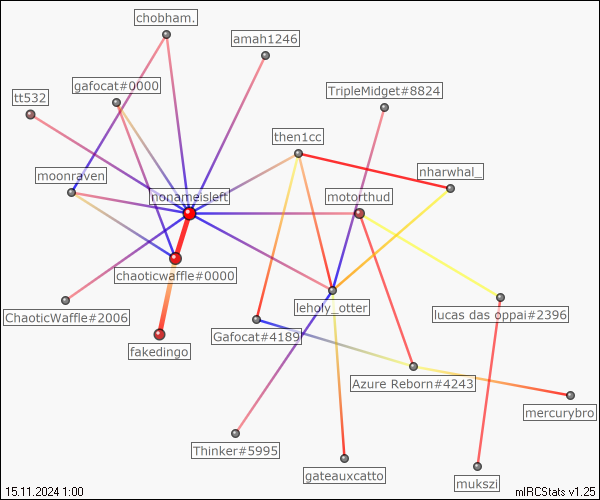 chobham.
amah1246
gafocat#0000
TripleMidget#8824
tt532
then1cc
nharwhal_
moonraven
nonameisleft
motorthud
chaoticwaffle#0000
ChaoticWaffle#2006
leholy_otter
lucas das oppai#2396
Gafocat#4189
fakedingo
Azure Reborn#4243
mercurybro
Thinker#5995
gateauxcatto
mukszi
15.11.2024 1:00
mIRCStats v1.25